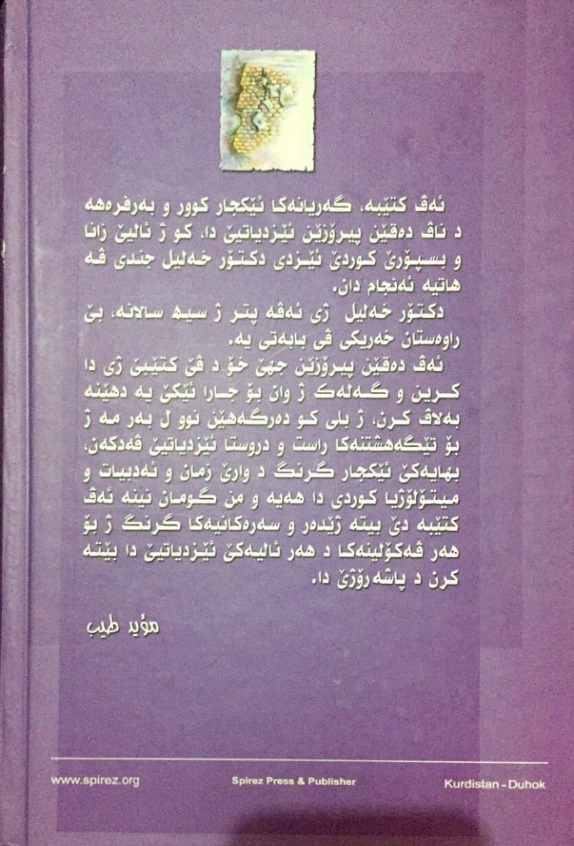 ئەڤ کتێبە، گەریانەکا ئێکجار کوور و بەرفرەهە
د ناڤ دەقێن پیرۆزێن ئێزدیاتیێ دا، کو ژ ئالیێ زانا
و بسپۆرێ کوردێ ئێزدی دکتۆر خەلیل جندی ڤە
هاتیە ئەنجام دان.
دکتۆر خەلیل ژی ئەڤە پتر ژ سیهـ سالانە، بێ
راوەستان خەریکی ڤی بابەتی یە.
ئەڤ دەقێن پیرۆزێن جهێ خۆ د ڤێ کتێبێ ژی دا
کرین و گەلەک ژ وان بۆ جارا ئێکێ یە دهێنە
بەلاڤ کرن، ژ بلی کو دەرگەهێن نوو ل بەر مە ژ
بۆ تێگەهشتنەکا راست و دروستا ئێزدیاتیێ ڤەدکەن،
بهایەکێ ئێکجار گرنگ د وارێ زمان و ئەدبیات و
میتۆلۆژیا کوردی دا هەیە و من گومان نینە ئەڤ
کتێبە دێ بیتە ژێدەر و سەرەکانیەکا گرنگ ژ بۆ
هەر ڤەکۆلینەکا د هەر ئالیەکێ ئێزدیاتیێ دا بێتە
کرن د پاشەرۆژێ دا.
مؤيد طيب
www.spirez.org
Spirez Press & Publisher
Kurdistan - Duhok